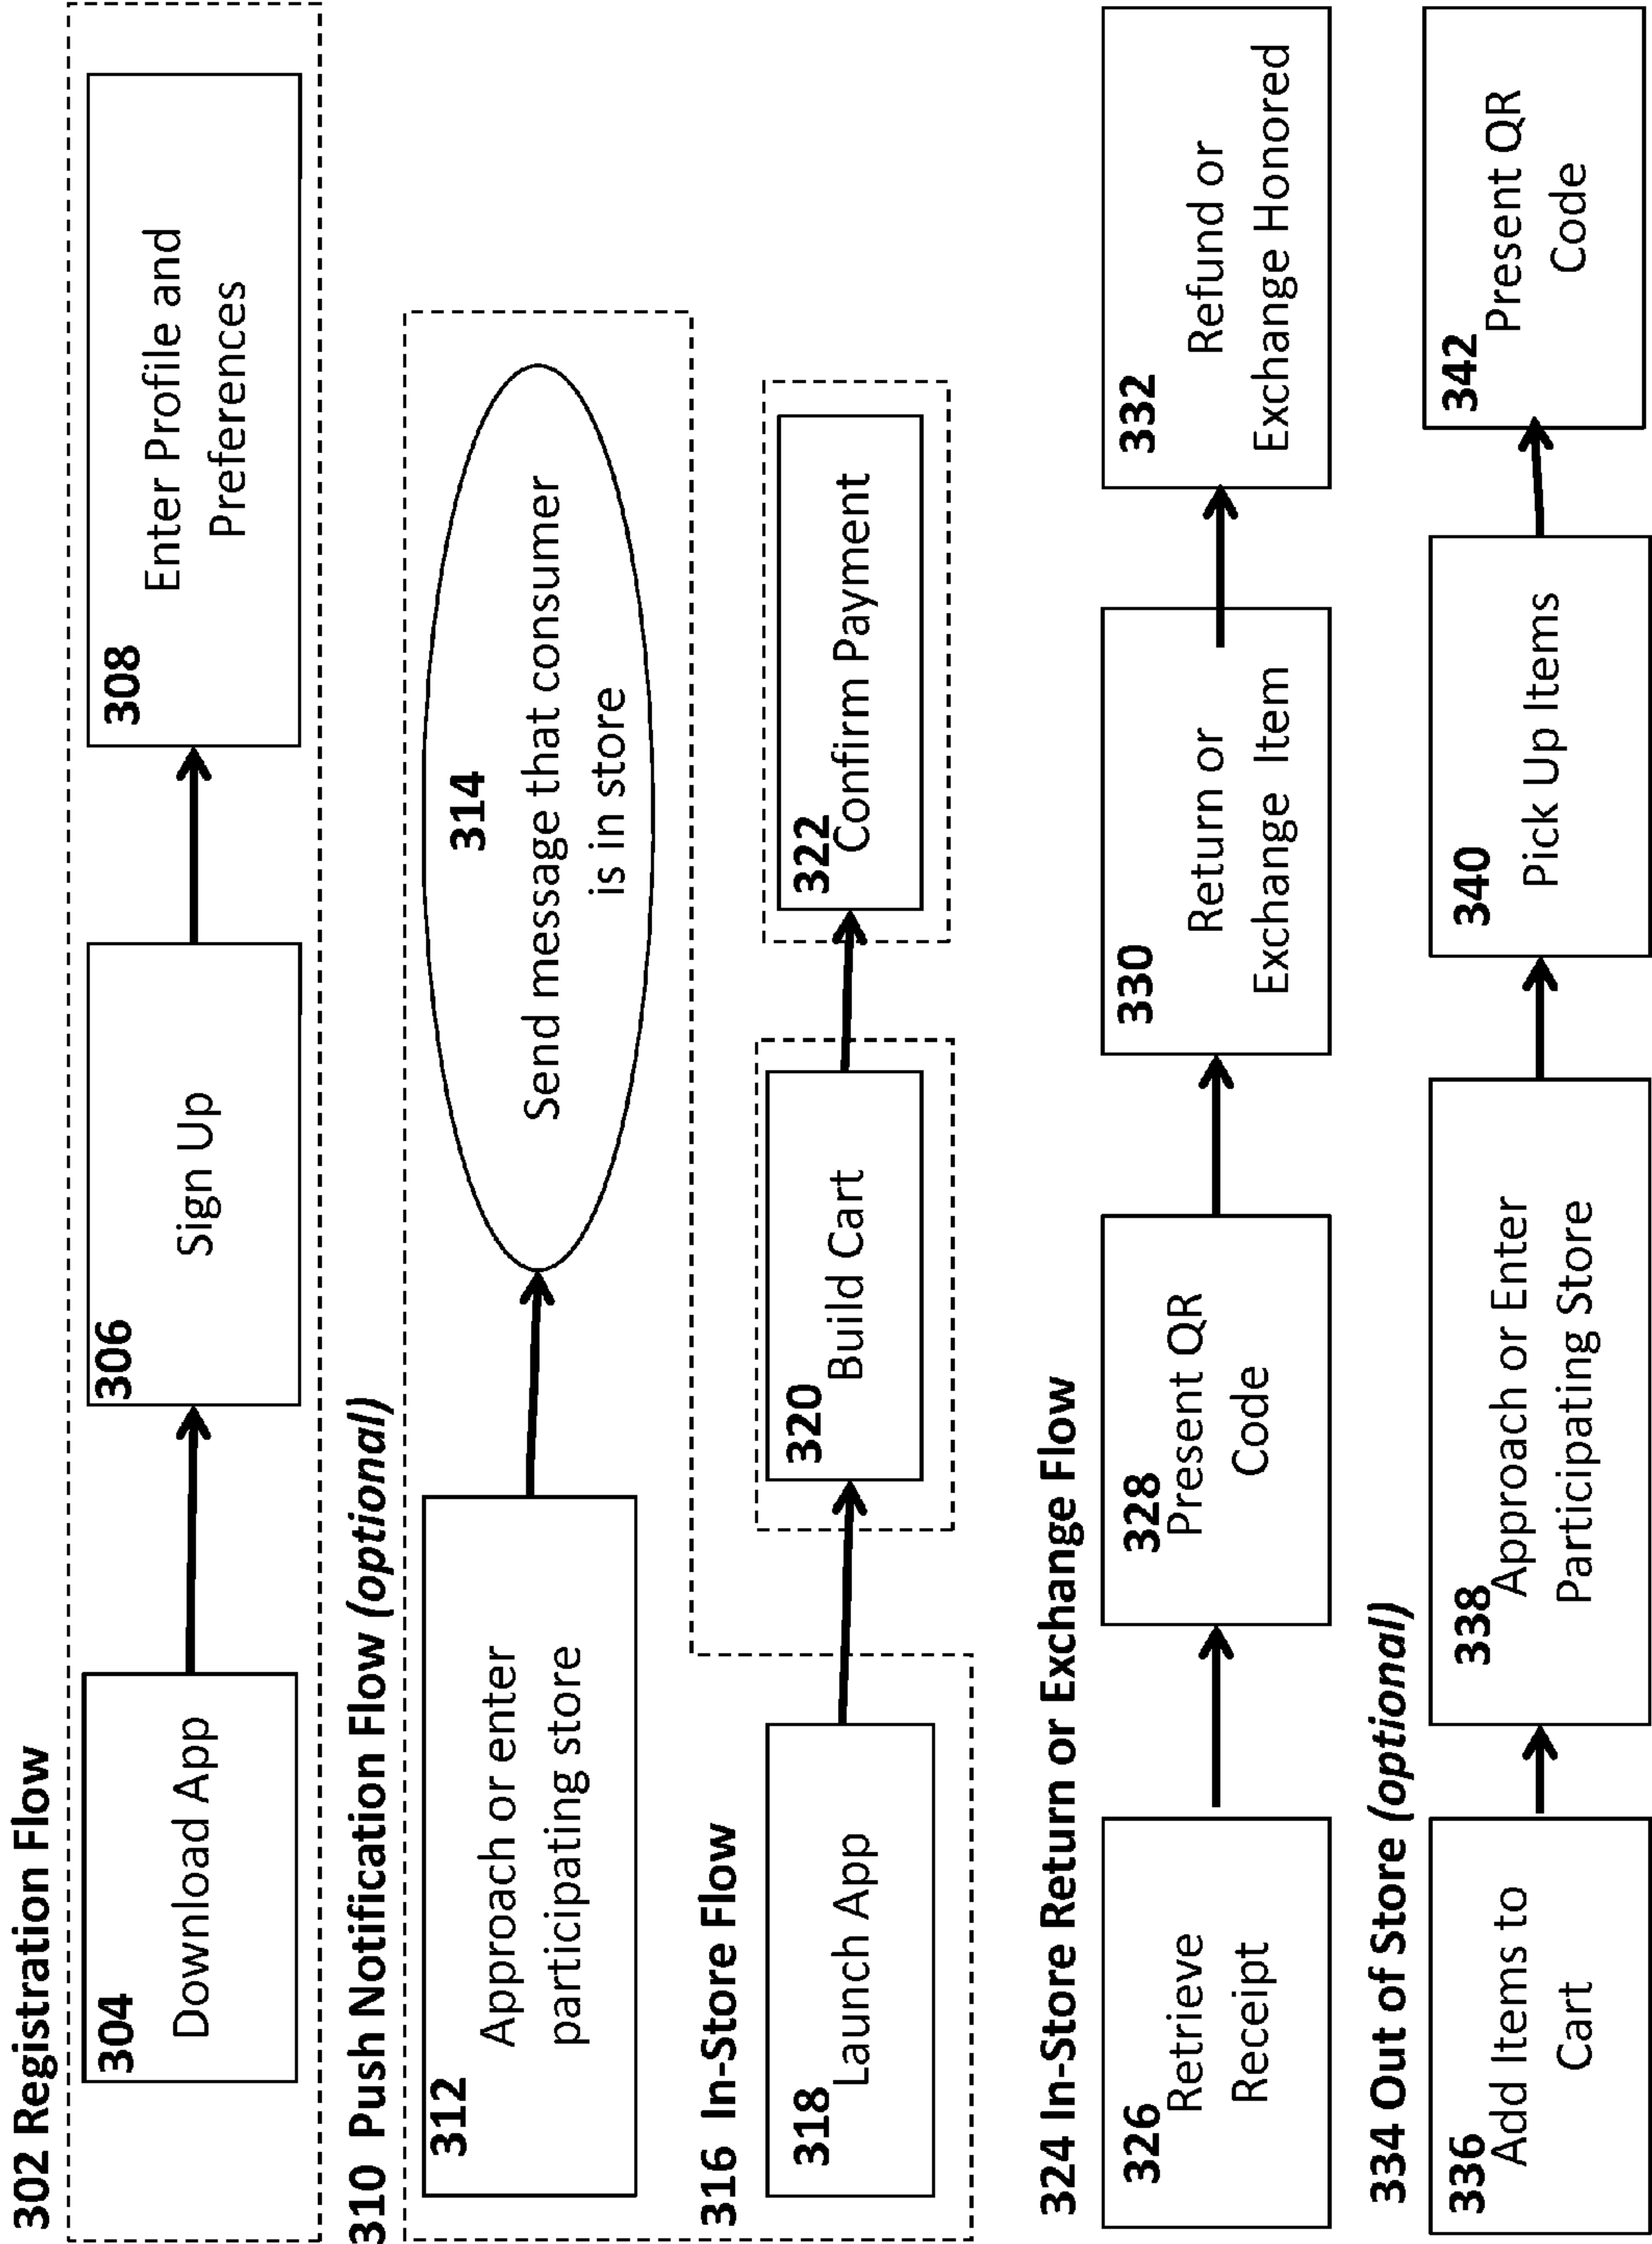 302 Registration Flow
304
Download App
306
Sign Up
308
Enter Profile and
Preferences
310 Push Notification Flow (optional)
312
Approach or enter
participating store
314
Send message that consumer
is in store
316 In-Store Flow
318
Launch App
320
Build Cart
322
Confirm Payment
324 In-Store Return or Exchange Flow
326
Retrieve
Receipt
328
Present QR
Code
330
Return or
Exchange Item
332
Refund or
Exchange Honored
334 Out of Store (optional)
336
Add Items to
Cart
338
Approach or Enter
Participating Store
340
Pick Up Items
342
Present QR
Code